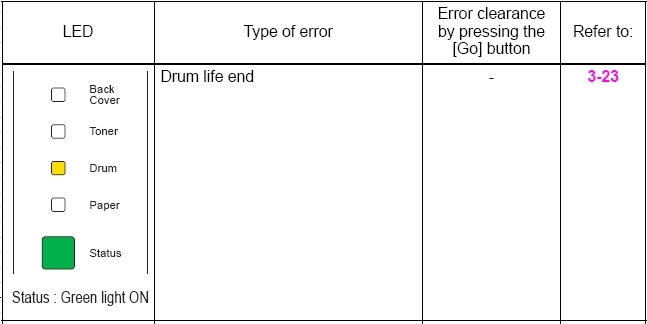 LED
Type of error
Error clearance
by pressing the
[Go] button
Refer to:
Back
Cover
Toner
Drum
Paper
Status
Status : Green light ON
Drum life end
-
3-23